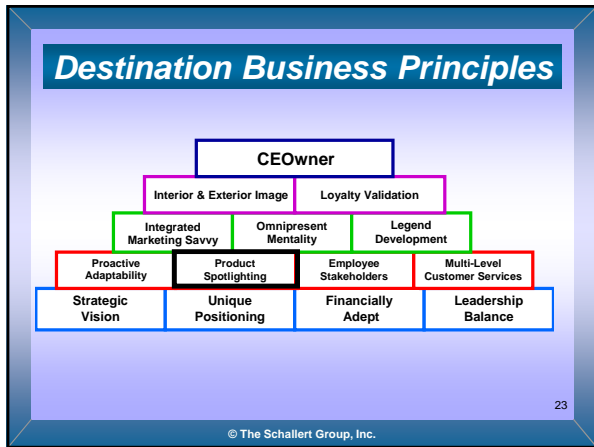 Destination Business Principles
CEOwner
Interior & Exterior Image
Loyalty Validation
Integrated
Marketing Savvy
Omnipresent
Mentality
Legend
Development
Proactive
Adaptability
Product
Spotlighting
Employee
Stakeholders
Multi-Level
Customer Services
Strategic
Vision
Unique
Positioning
Financially
Adept
Leadership
Balance
23
© The Schallert Group, Inc.